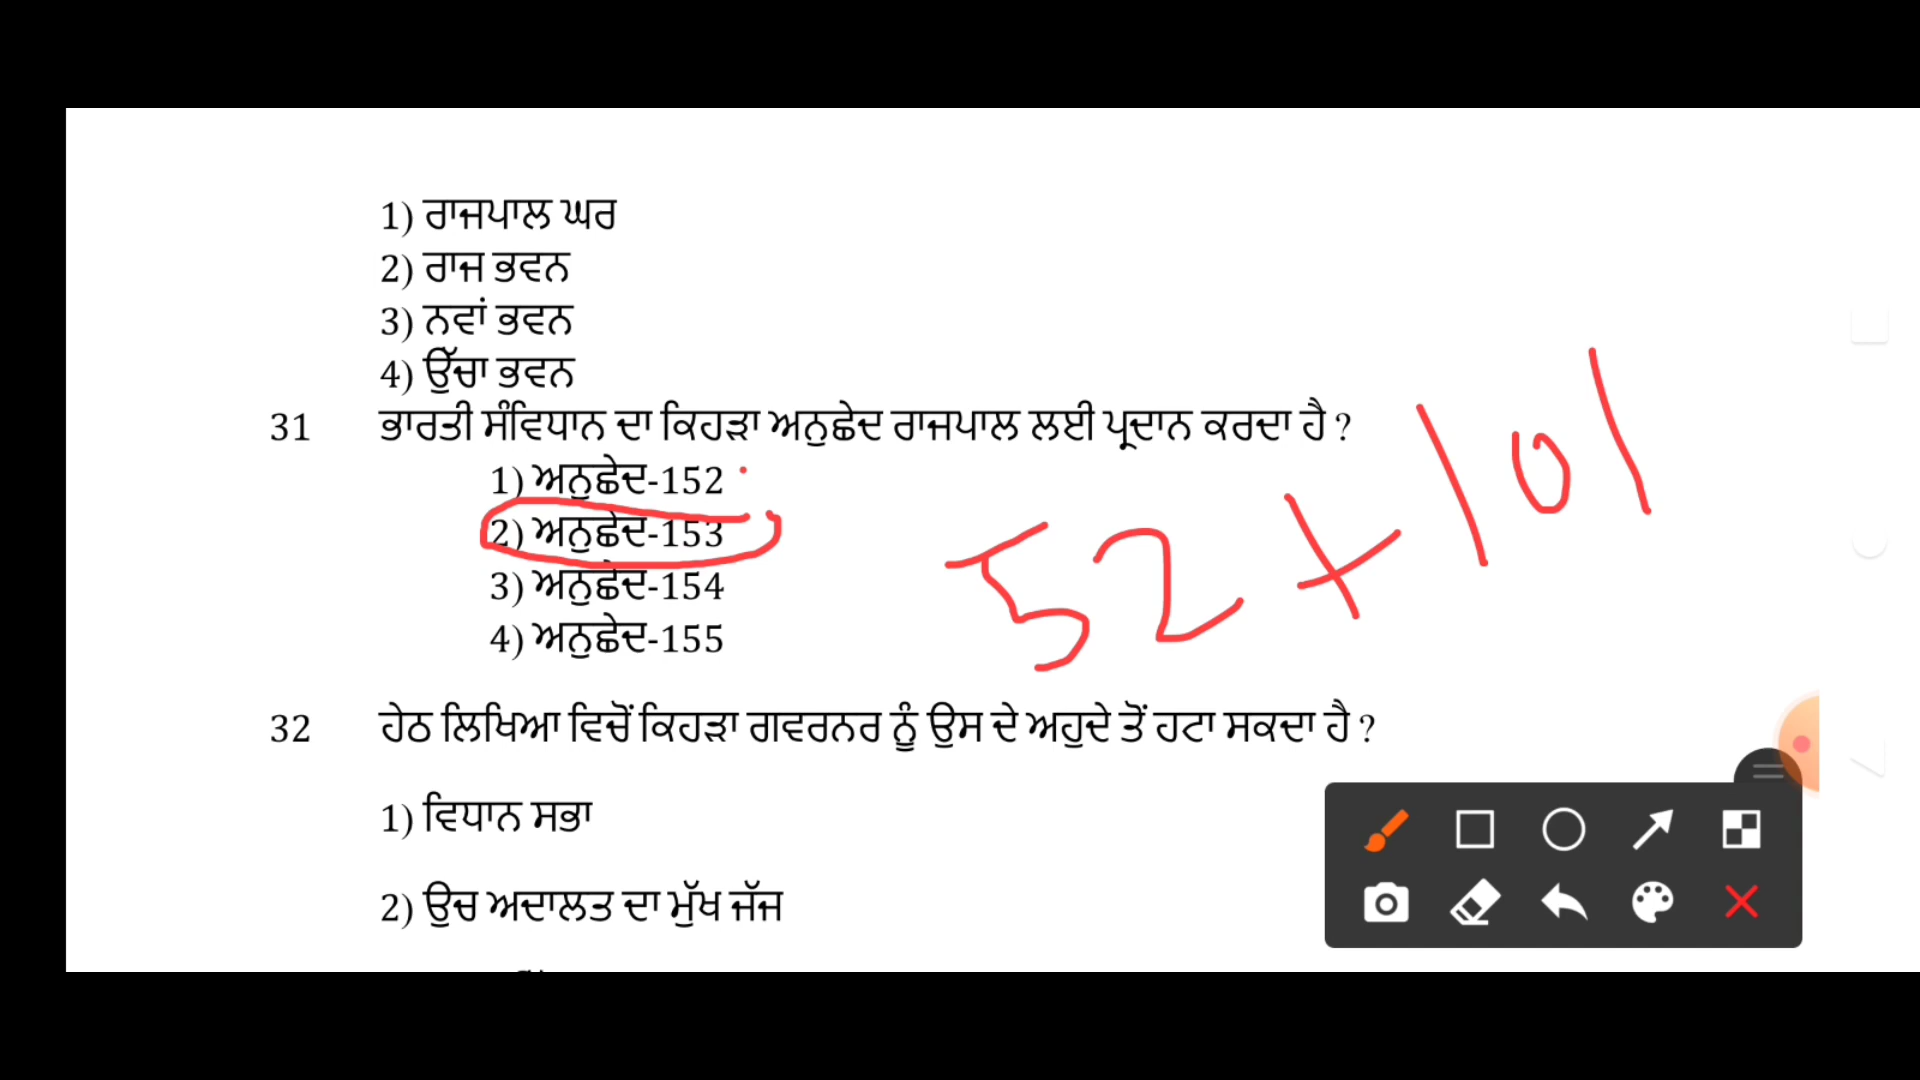 1) ਰਾਜਪਾਲ ਘਰ
2) ਰਾਜ ਭਵਨ
3) ਨਵਾਂ ਭਵਨ
4) ਉੱਚਾ ਭਵਨ
31 ਭਾਰਤੀ ਸੰਵਿਧਾਨ ਦਾ ਕਿਹੜਾ ਅਨੁਛੇਦ ਰਾਜਪਾਲ ਲਈ ਪ੍ਰਦਾਨ ਕਰਦਾ ਹੈ ?
1) ਅਨੁਛੇਦ-152
2) ਅਨੁਛੇਦ-153
3) ਅਨੁਛੇਦ-154
4) ਅਨੁਛੇਦ-155
52+101
32 ਹੇਠ ਲਿਖਿਆ ਵਿਚੋਂ ਕਿਹੜਾ ਗਵਰਨਰ ਨੂੰ ਉਸ ਦੇ ਅਹੁਦੇ ਤੋਂ ਹਟਾ ਸਕਦਾ ਹੈ ?
1) ਵਿਧਾਨ ਸਭਾ
2) ਉਚ ਅਦਾਲਤ ਦਾ ਮੁੱਖ ਜੱਜ